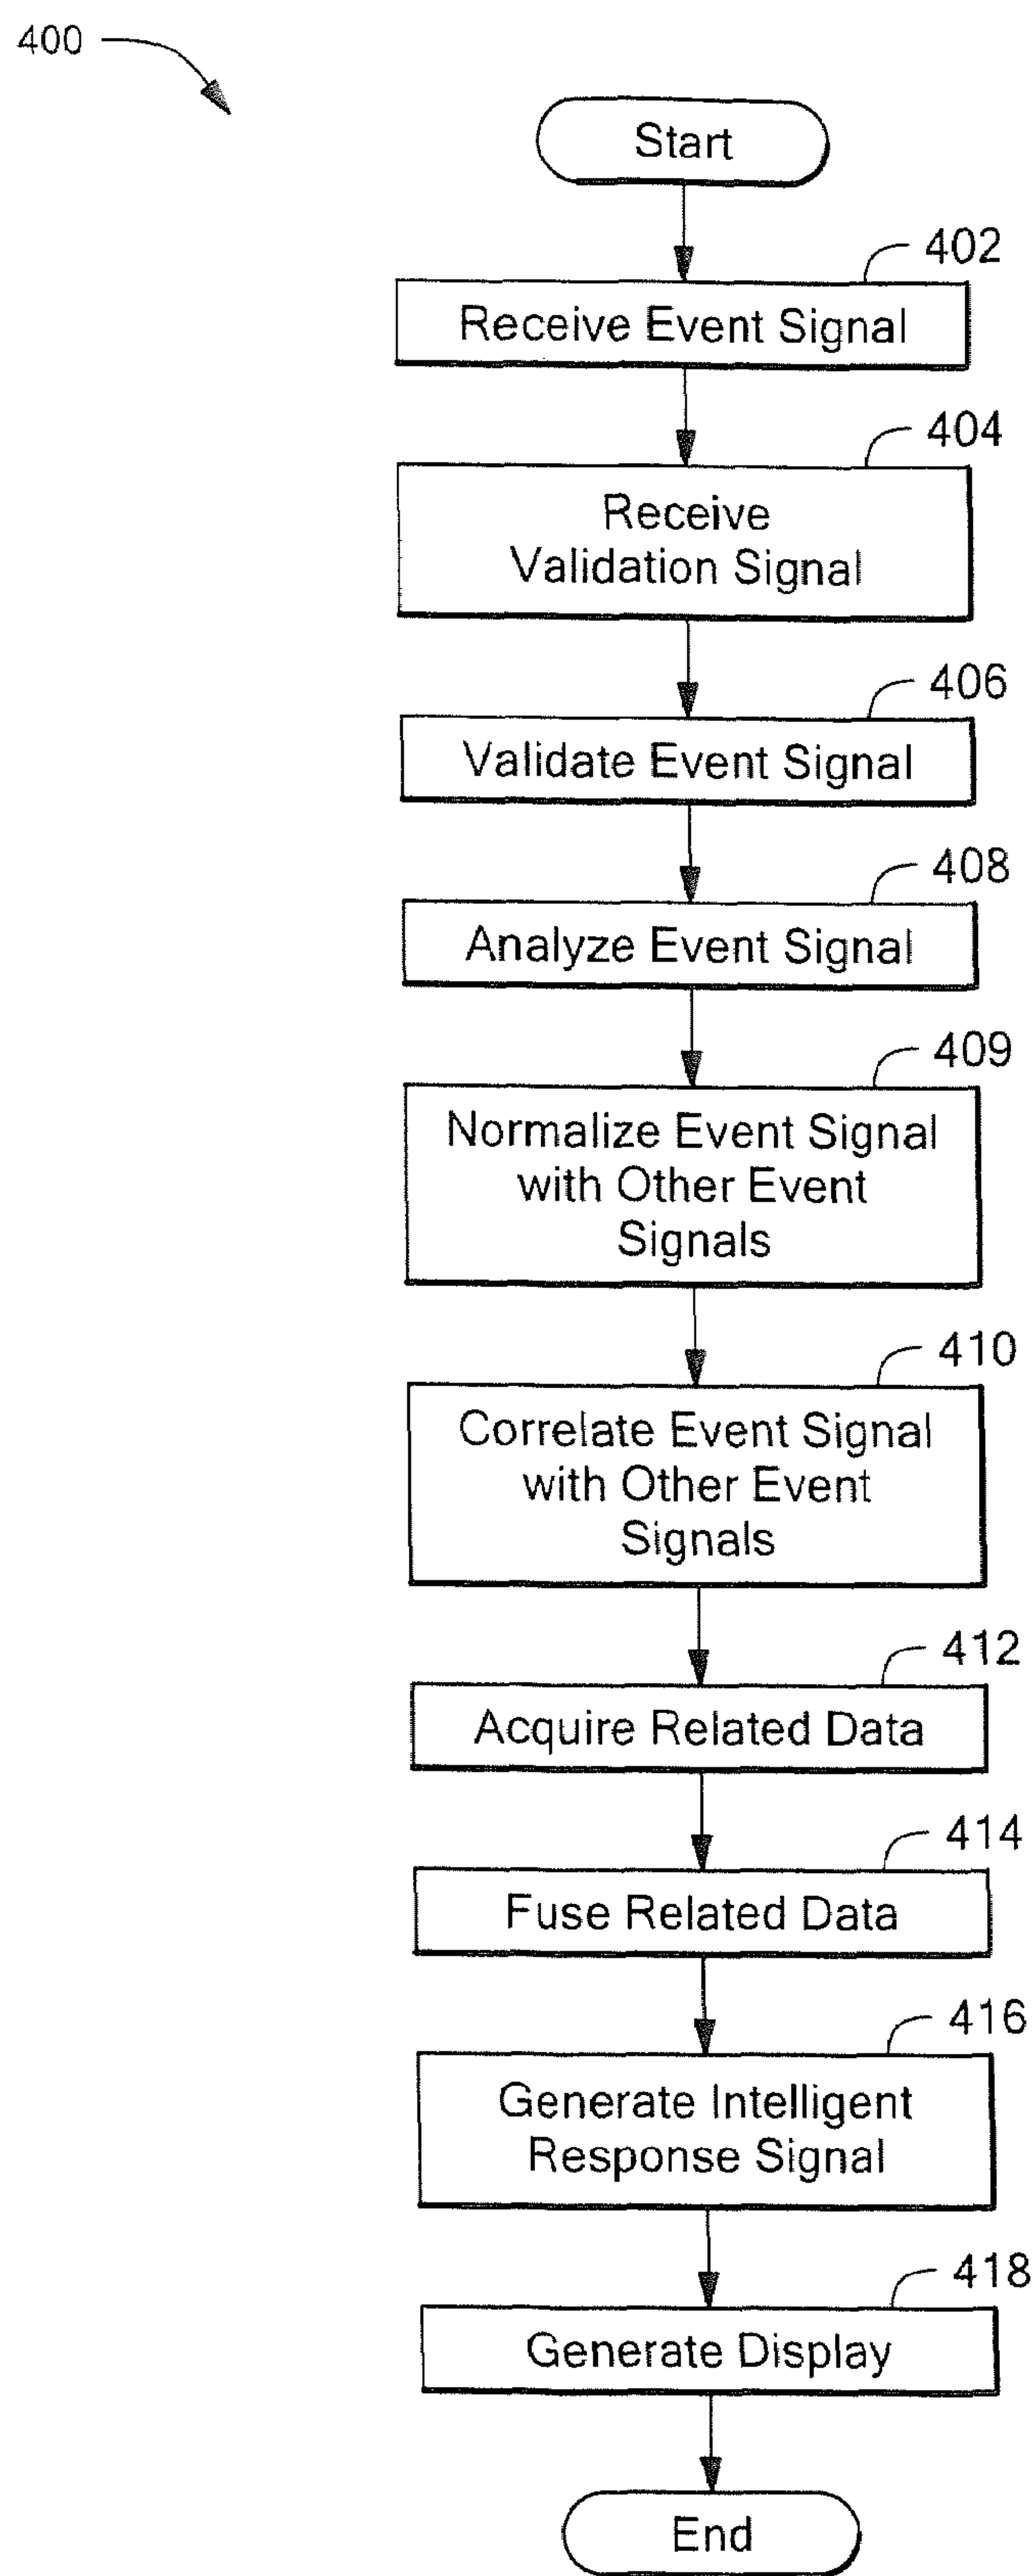 400
Start
402
Receive Event Signal
404
Receive
Validation Signal
406
Validate Event Signal
408
Analyze Event Signal
409
Normalize Event Signal
with Other Event
Signals
410
Correlate Event Signal
with Other Event
Signals
412
Acquire Related Data
414
Fuse Related Data
416
Generate Intelligent
Response Signal
418
Generate Display
End